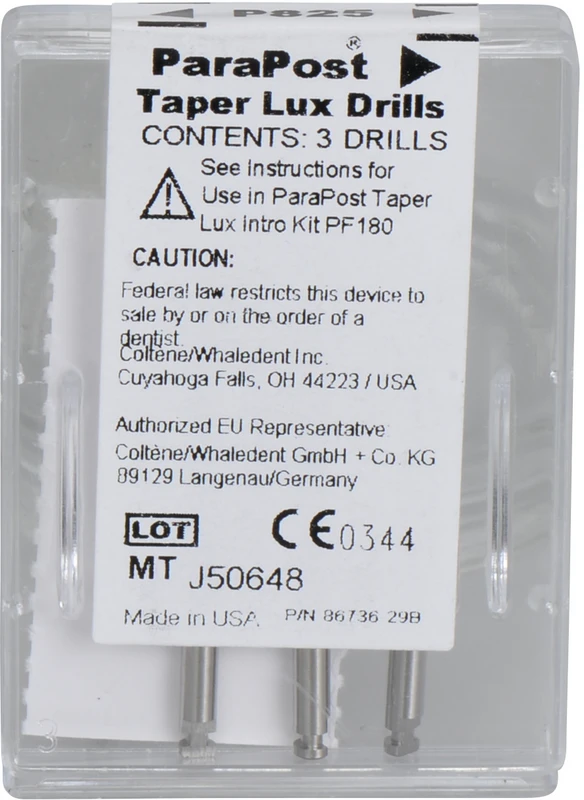 P825
ParaPost®
Taper Lux Drills
CONTENTS: 3 DRILLS
See Instructions for
Use in ParaPost Taper
Lux Intro Kit PF180
CAUTION:
Federal law restricts this device to
sale by or on the order of a
dentist.
Coltène/Whaledent Inc.
Cuyahoga Falls, OH 44223 / USA
Authorized EU Representative:
Coltène/Whaledent GmbH + Co. KG
89129 Langenau/Germany
LOT CE0344
MT J50648
Made in USA. P/N 86736 29B
3